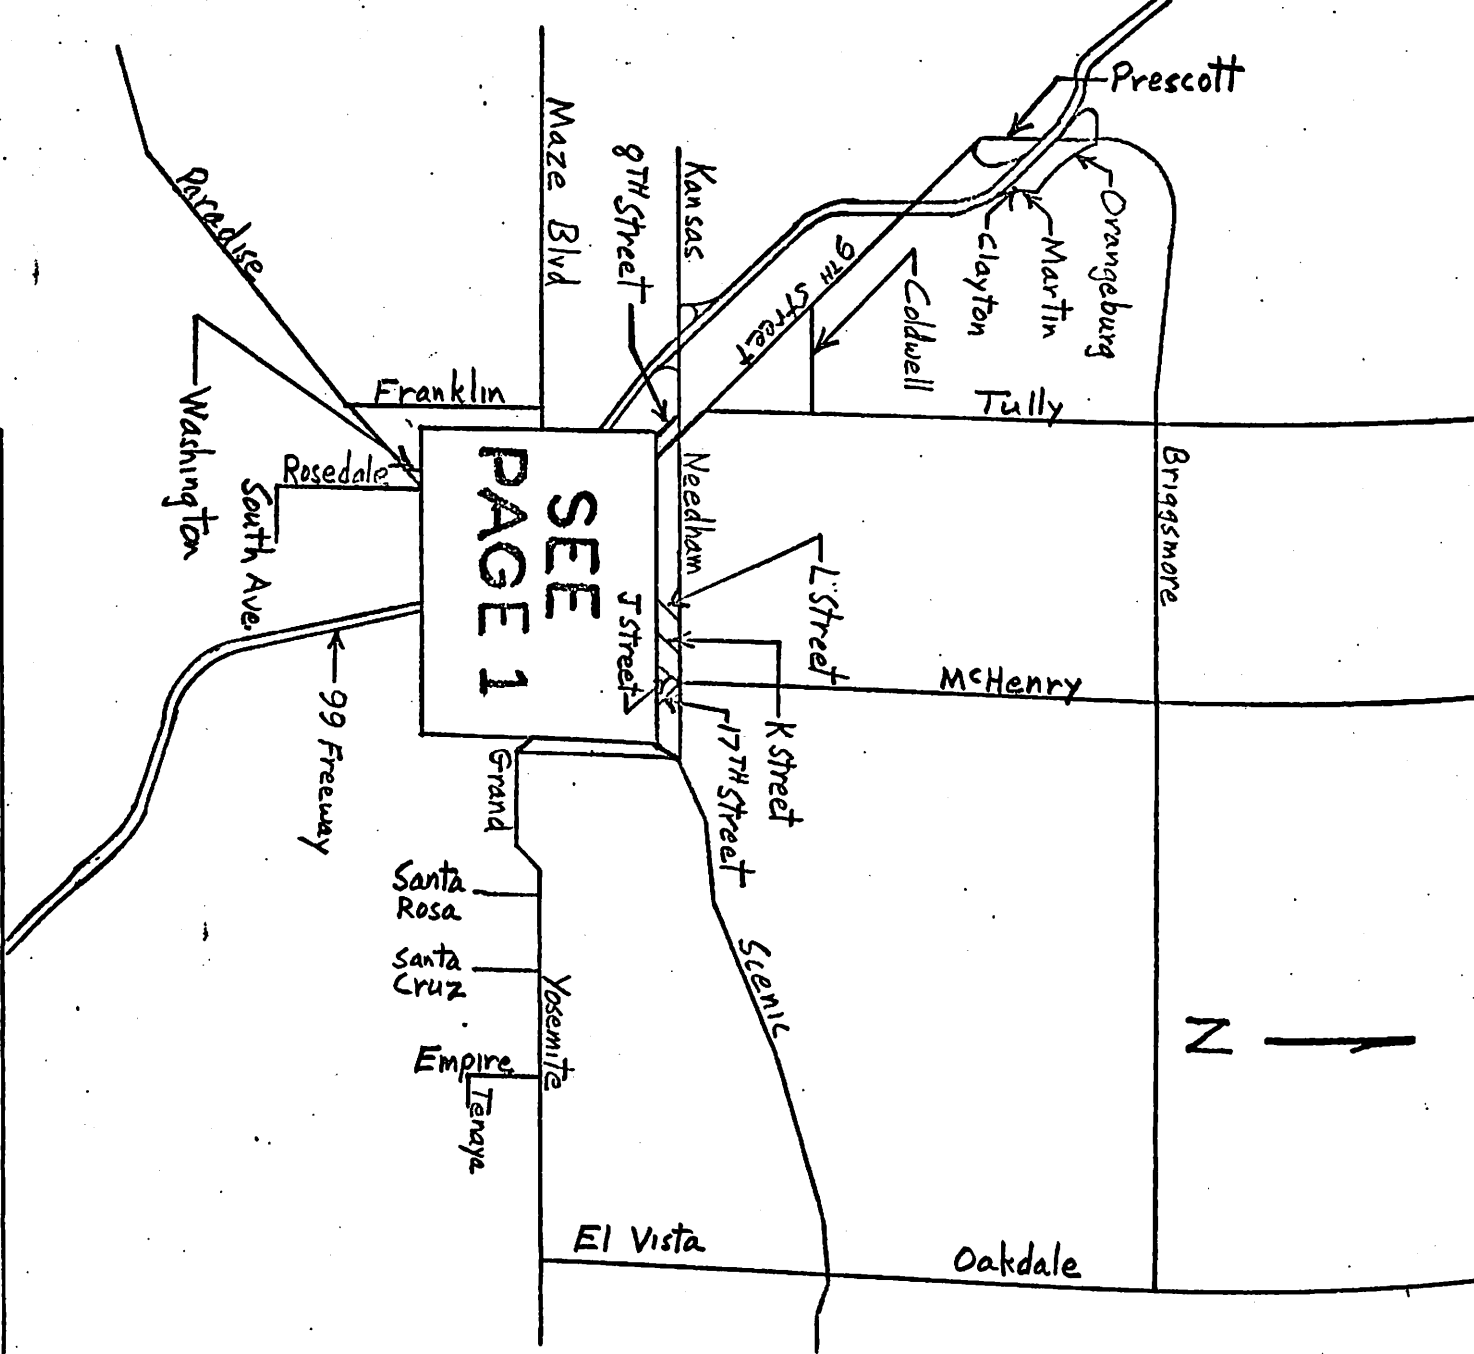 Prescott
Maze Blvd
8TH Street
Kansas
Paradise
Orangeburg
Martin
Clayton
9TH Street
Coldwell
Franklin
Tully
Washington
Rosedale
South Ave.
SEE
PAGE 1
Needham
Briggsmore
L Street
J Street
McHenry
K Street
17TH Street
99 Freeway
Grand
Santa
Rosa
Santa
Cruz
Scenic
Yosemite
Empire
Tenaya
N
El Vista
Oakdale